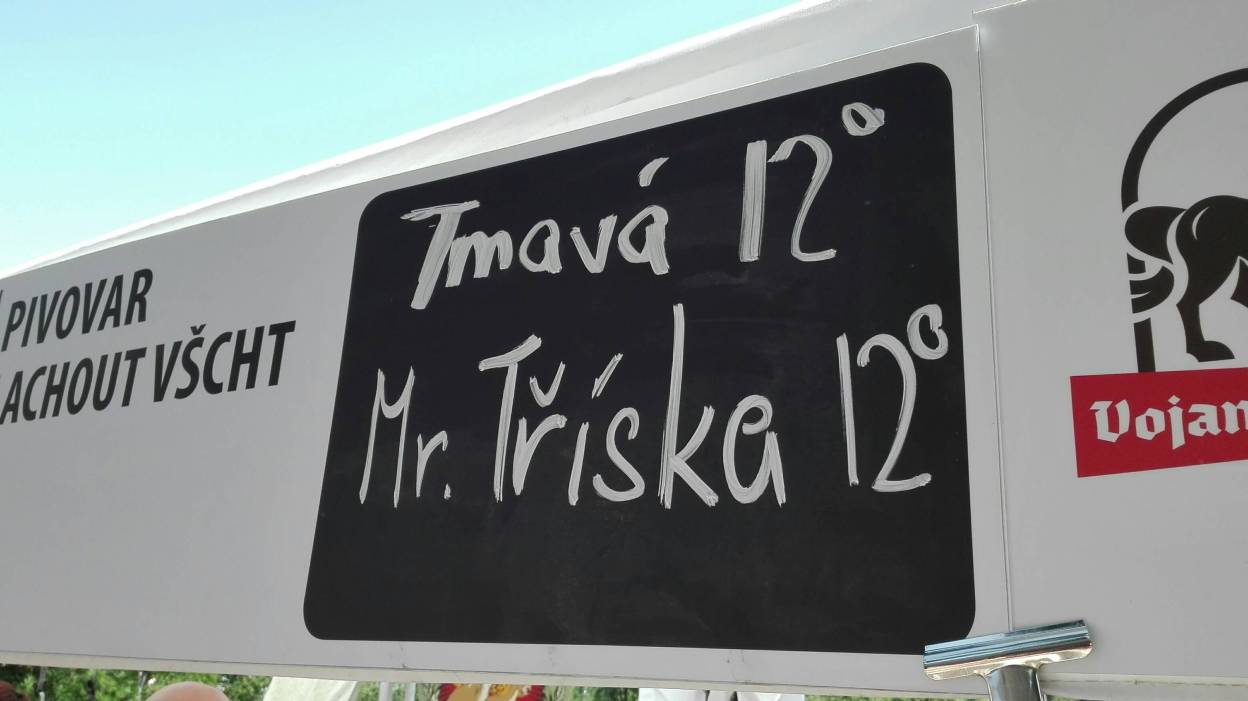 PIVOVAR
ACHOUT VŠCHT
Tmavá 12°
Mr. Tříska 12°
Vojan